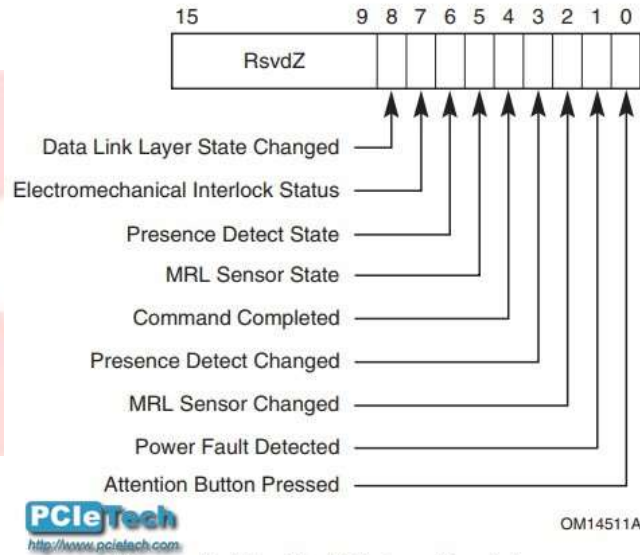 15 9 8 7 6 5 4 3 2 1 0
RsvdZ
Data Link Layer State Changed
Electromechanical Interlock Status
Presence Detect State
MRL Sensor State
Command Completed
Presence Detect Changed
MRL Sensor Changed
Power Fault Detected
Attention Button Pressed
PCIeTech
http://www.pcietech.com
OM14511A